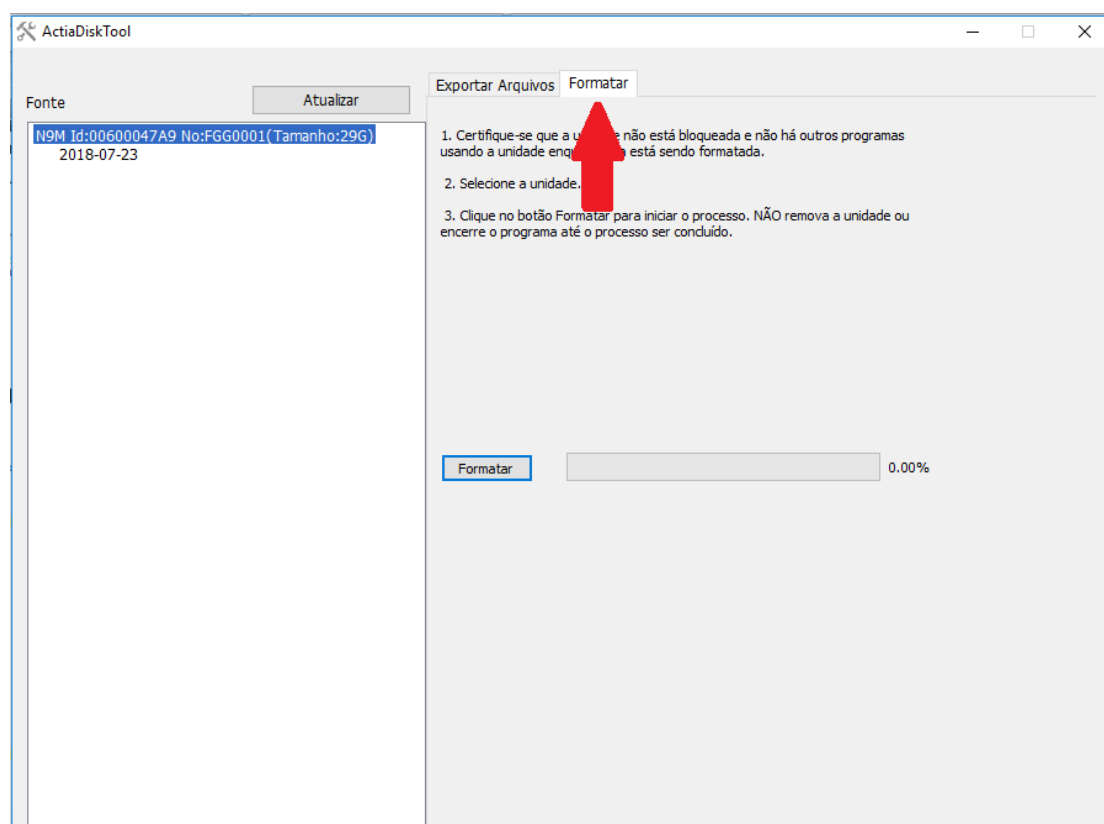 ActiaDiskTool
Fonte
Atualizar
N9M Id:00600047A9 No:FGG0001(Tamanho:29G)
2018-07-23
Exportar Arquivos
Formatar
1. Certifique-se que a não está bloqueada e não há outros programas
usando a unidade está sendo formatada.
2. Selecione a unidade.
3. Clique no botão Formatar para iniciar o processo. NÃO remova a unidade ou
encerre o programa até o processo ser concluído.
Formatar
0.00%